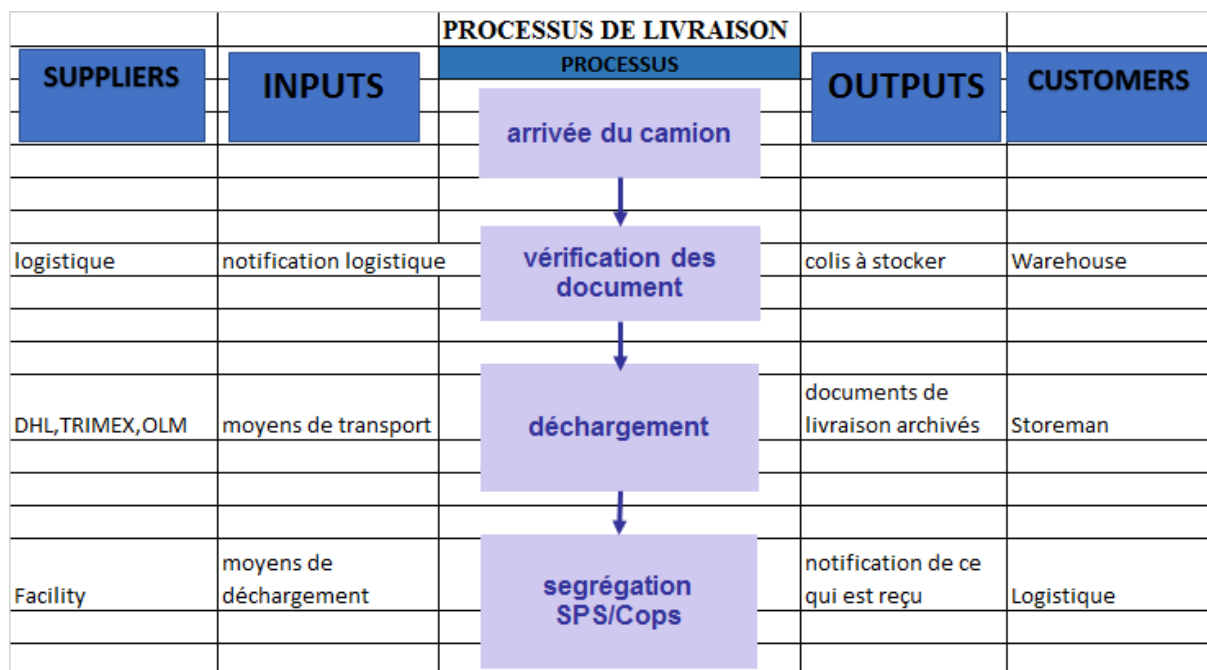 PROCESSUS DE LIVRAISON
SUPPLIERS
INPUTS
PROCESSUS
OUTPUTS
CUSTOMERS
arrivée du camion
logistique
notification logistique
vérification des
document
colis à stocker
Warehouse
DHL,TRIMEX,OLM
moyens de transport
déchargement
documents de
livraison archivés
Storeman
Facility
moyens de
déchargement
segrégation
SPS/Cops
notification de ce
qui est reçu
Logistique